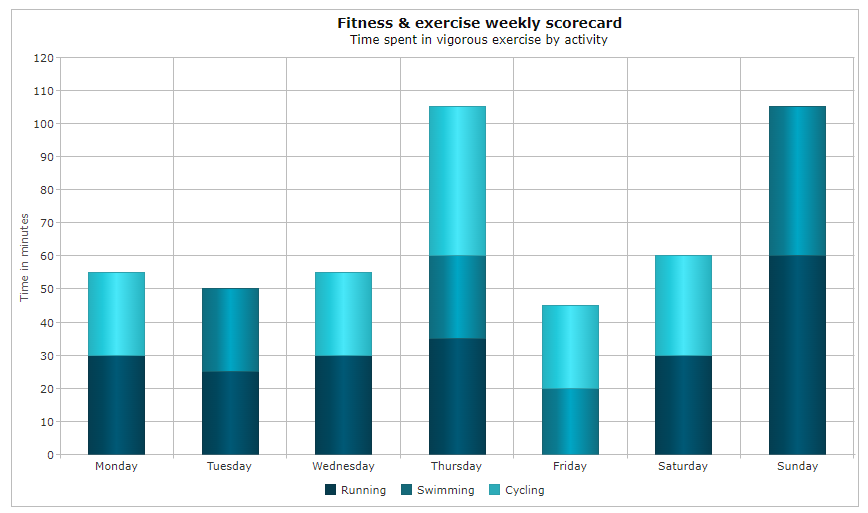 Fitness & exercise weekly scorecard
Time spent in vigorous exercise by activity
Time in minutes
120
110
100
90
80
70
60
50
40
30
20
10
0
Monday Tuesday Wednesday Thursday Friday Saturday Sunday
Running Swimming Cycling